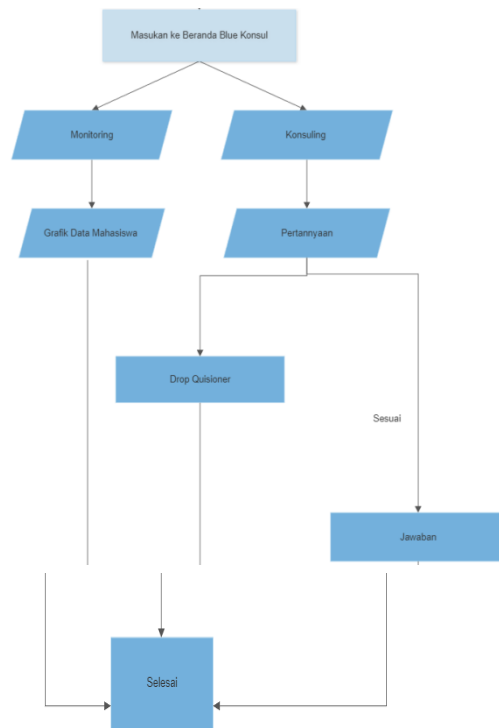 Masukan ke Beranda Blue Konsul
Monitoring
Konsuling
Grafik Data Mahasiswa
Pertannyaan
Drop Quisioner
Sesuai
Jawaban
Selesai